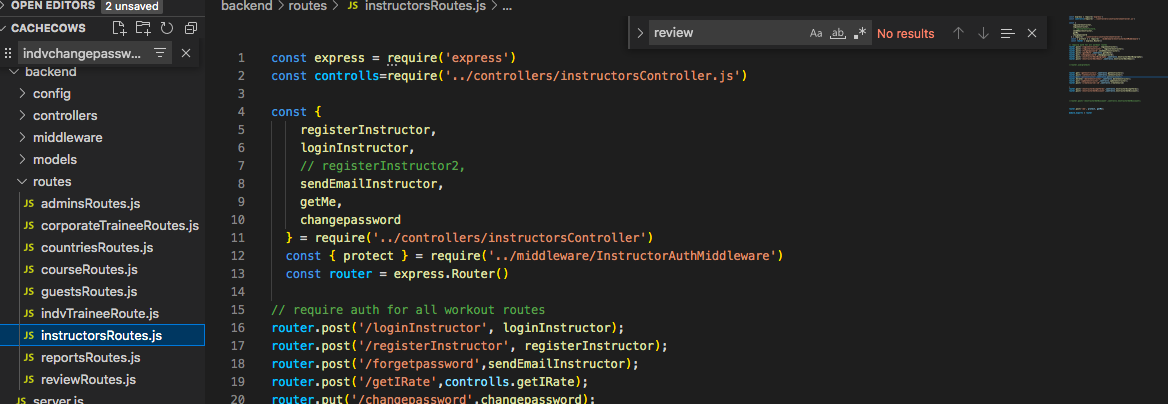 OPEN EDITORS 2 unsaved
CACHECOWS
indvchangepassw...
backend
config
controllers
middleware
models
routes
JS adminsRoutes.js
JS corporateTraineeRoutes.js
JS countriesRoutes.js
JS courseRoutes.js
JS guestsRoutes.js
JS indvTraineeRoute.js
JS instructorsRoutes.js
JS reportsRoutes.js
JS reviewRoutes.js
server.js
backend > routes > JS instructorsRoutes.js > ...
> review Aa ab .* No results
1 const express = require('express')
2 const controlls=require('../controllers/instructorsController.js')
3
4 const {
5 registerInstructor,
6 loginInstructor,
7 // registerInstructor2,
8 sendEmailInstructor,
9 getMe,
10 changepassword
11 } = require('../controllers/instructorsController')
12 const { protect } = require('../middleware/InstructorAuthMiddleware')
13 const router = express.Router()
14
15 // require auth for all workout routes
16 router.post('/loginInstructor', loginInstructor);
17 router.post('/registerInstructor', registerInstructor);
18 router.post('/forgetpassword',sendEmailInstructor);
19 router.post('/getIRate',controlls.getIRate);
20 router.put('/changepassword',changepassword);